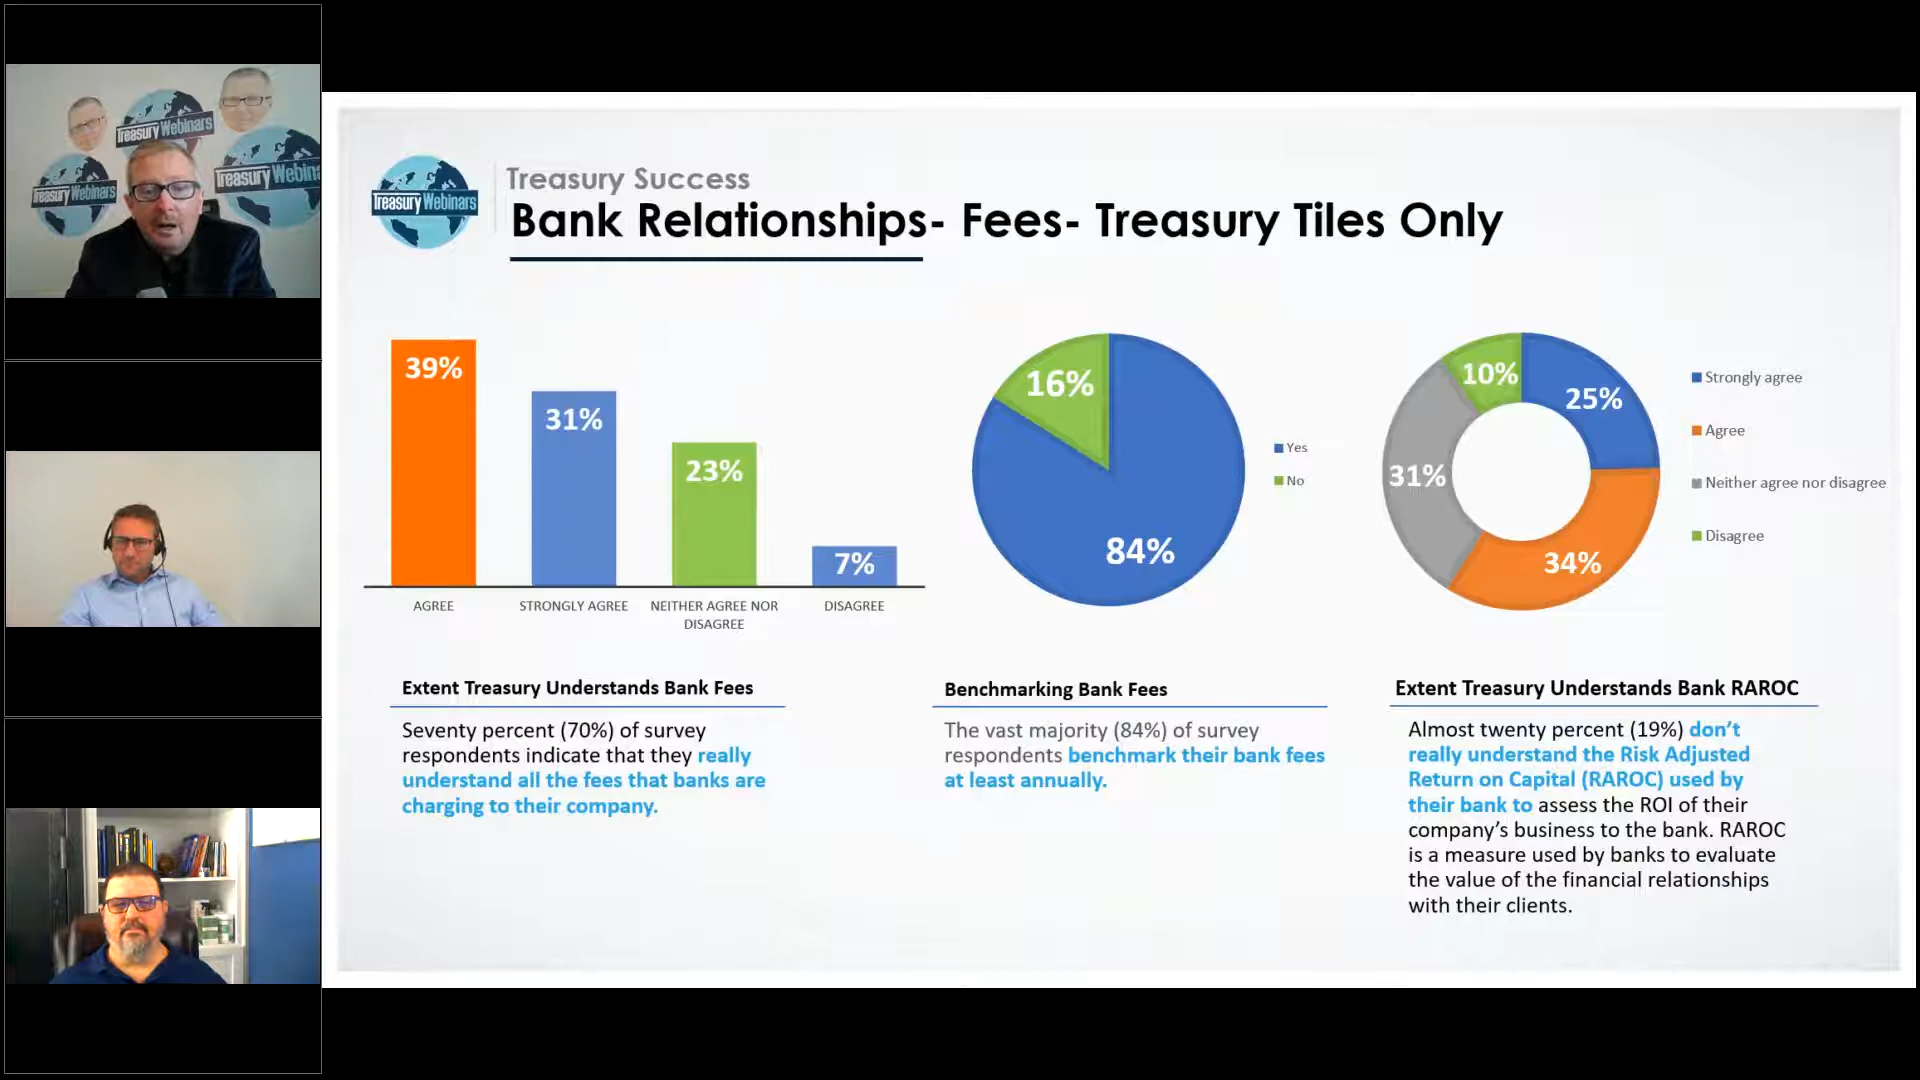 Treasury Webinars
Treasury Webinars
Treasury Webin
Treasury Webinars
Treasury Success
Bank Relationships- Fees- Treasury Tiles Only
39%
31%
23%
7%
AGREE
STRONGLY AGREE
NEITHER AGREE NOR
DISAGREE
DISAGREE
16%
84%
Yes
No
10%
25%
31%
34%
Strongly agree
Agree
Neither agree nor disagree
Disagree
Extent Treasury Understands Bank Fees
Seventy percent (70%) of survey
respondents indicate that they really
understand all the fees that banks are
charging to their company.
Benchmarking Bank Fees
The vast majority (84%) of survey
respondents benchmark their bank fees
at least annually.
Extent Treasury Understands Bank RAROC
Almost twenty percent (19%) don't
really understand the Risk Adjusted
Return on Capital (RAROC) used by
their bank to assess the ROI of their
company's business to the bank. RAROC
is a measure used by banks to evaluate
the value of the financial relationships
with their clients.